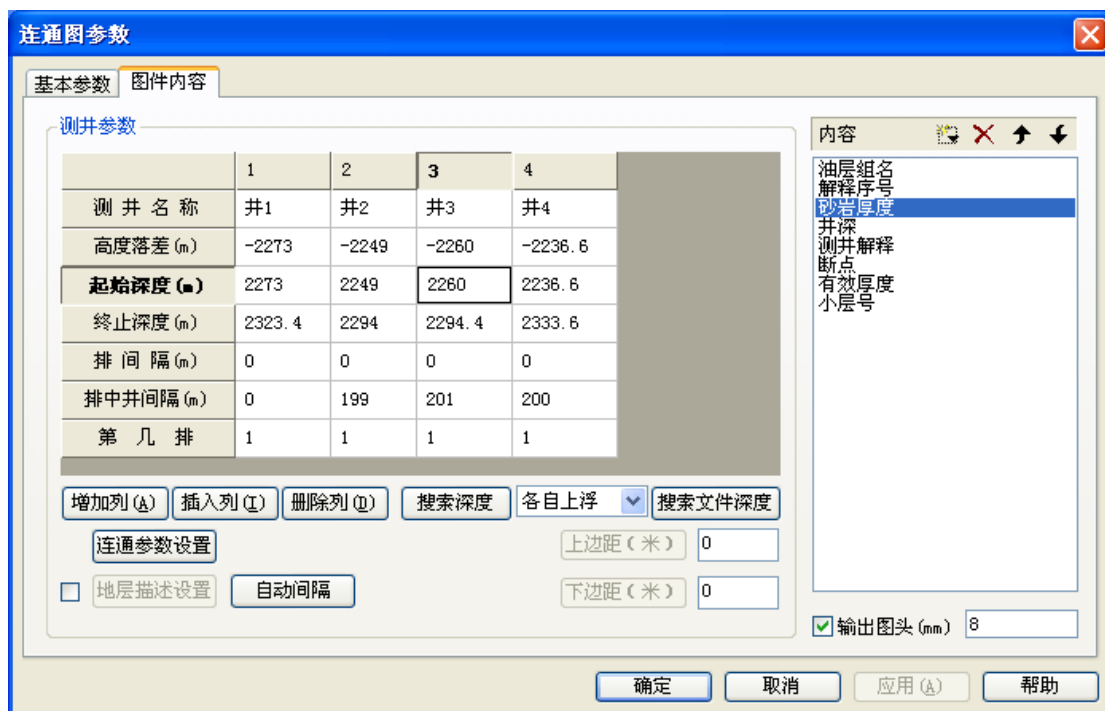 连通图参数
基本参数 图件内容
测井参数
1 2 3 4
测 井 名 称 井1 井2 井3 井4
高度落差(m) -2273 -2249 -2260 -2236.6
起始深度(m) 2273 2249 2260 2236.6
终止深度(m) 2323.4 2294 2294.4 2333.6
排 间 隔(m) 0 0 0 0
排中井间隔(m) 0 199 201 200
第 几 排 1 1 1 1
增加列(A) 插入列(I) 删除列(D) 搜索深度 各自上浮 搜索文件深度
连通参数设置 上边距(米) 0
地层描述设置 自动间隔 下边距(米) 0
内容
油层组名
解释序号
砂岩厚度
井深
测井解释
断点
有效厚度
小层号
输出图头(mm) 8
确定 取消 应用(A) 帮助